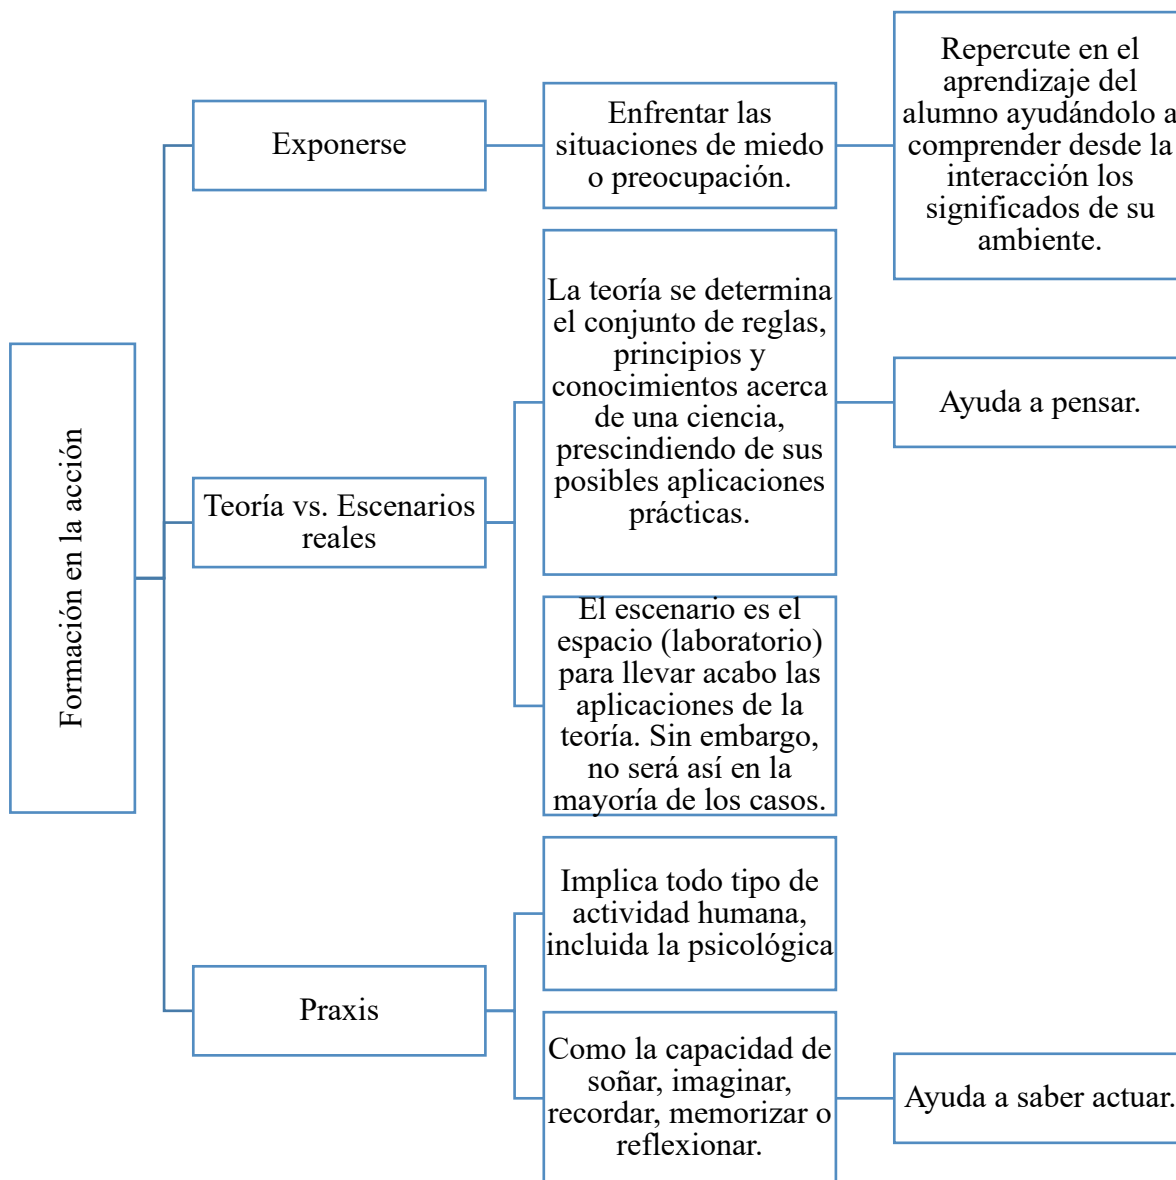 Formación en la acción
Exponerse
Enfrentar las
situaciones de miedo
o preocupación.
Repercute en el
aprendizaje del
alumno ayudándolo a
comprender desde la
interacción los
significados de su
ambiente.
Teoría vs. Escenarios
reales
La teoría se determina
el conjunto de reglas,
principios y
conocimientos acerca
de una ciencia,
prescindiendo de sus
posibles aplicaciones
prácticas.
Ayuda a pensar.
El escenario es el
espacio (laboratorio)
para llevar acabo las
aplicaciones de la
teoría. Sin embargo,
no será así en la
mayoría de los casos.
Praxis
Implica todo tipo de
actividad humana,
incluida la psicológica
Como la capacidad de
soñar, imaginar,
recordar, memorizar o
reflexionar.
Ayuda a saber actuar.